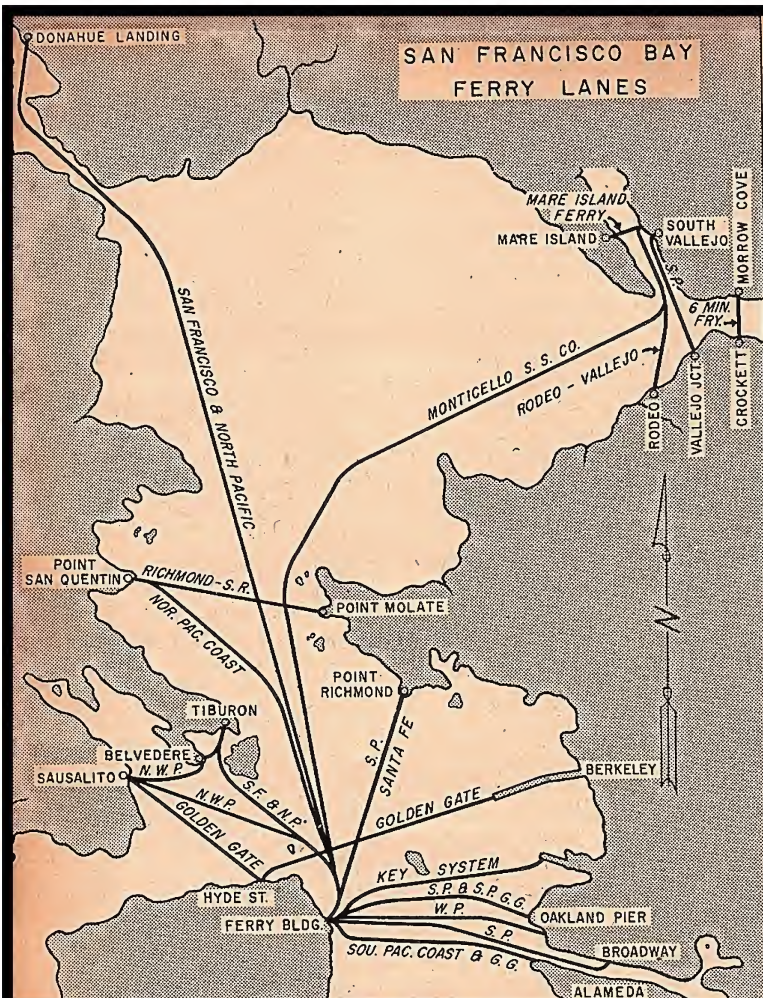 DONAHUE LANDING
SAN FRANCISCO BAY
FERRY LANES
MARE ISLAND
FERRY
MARE ISLAND
SOUTH
VALLEJO
MORROW COVE
S.P.
6 MIN.
FRY.
SAN FRANCISCO & NORTH PACIFIC
MONTICELLO S. S. CO.
RODEO - VALLEJO
RODEO
VALLEJO JCT.
CROCKETT
POINT
SAN QUENTIN
RICHMOND-S.R.
POINT MOLATE
NOR. PAC. COAST
N
POINT
RICHMOND
TIBURON
S.P.
SANTA FE
BELVEDERE
N.W.P.
SAUSALITO
BERKELEY
N.W.P.
S.F. & N.P.
GOLDEN GATE
GOLDEN GATE
KEY SYSTEM
HYDE ST.
S.P. & S.P. G.G.
W.P.
OAKLAND PIER
FERRY BLDG.
S.P.
BROADWAY
SOU. PAC. COAST & G.G.
ALAMEDA